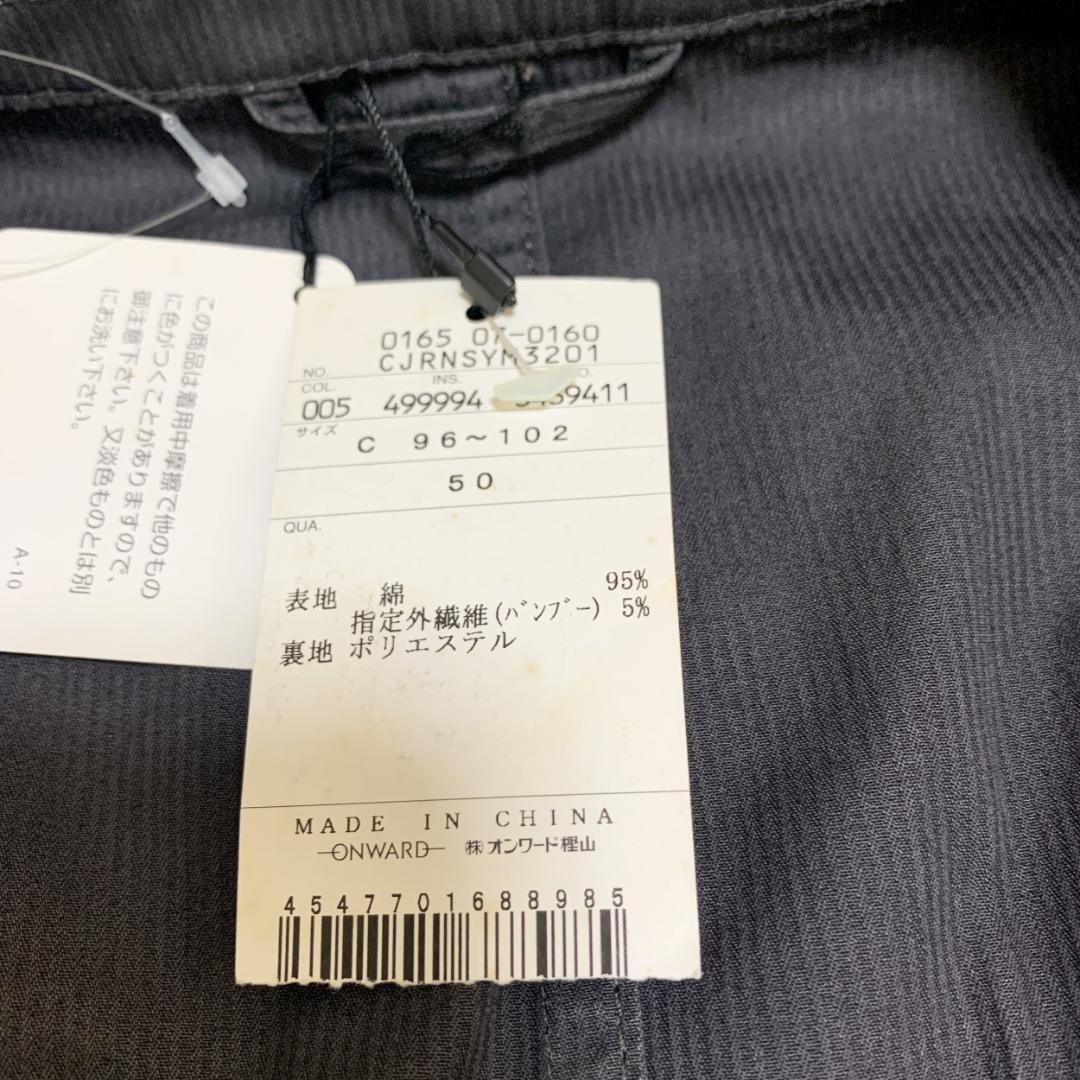 この商品は着用中摩擦で他のもの
に色がつくことがありますので、
御注意下さい。又淡色ものとは別
にお洗い下さい。
A-10
0165 07-0160
NO. CJRNSYM3201
COL. INS.
005 499994
サイズ C 96~102
50
QUA.
表地 綿 95%
指定外繊維(バンブー) 5%
裏地 ポリエステル
MADE IN CHINA
ONWARD ㈱オンワード樫山
4547701688985